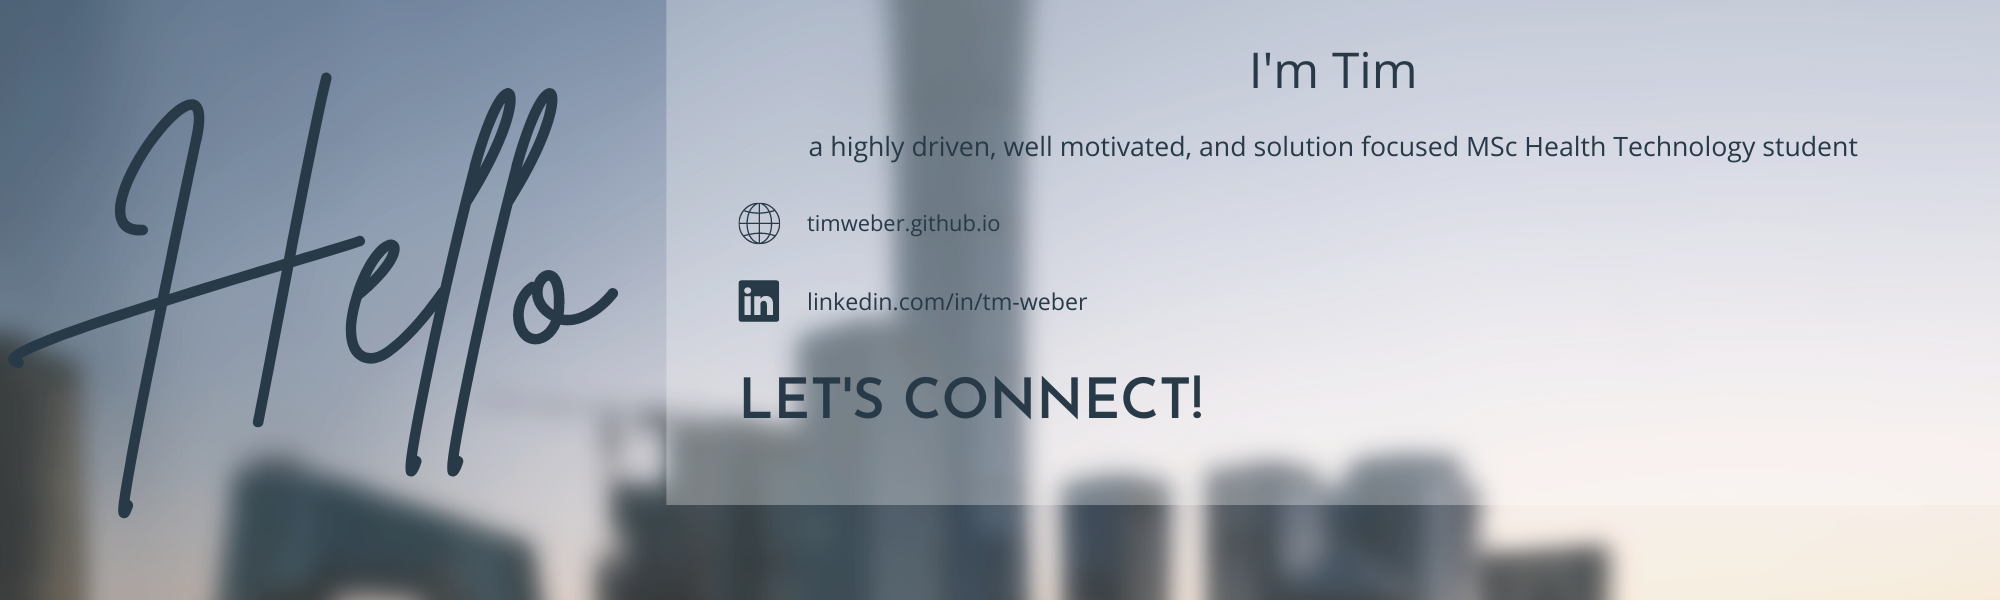 Hello
I'm Tim
a highly driven, well motivated, and solution focused MSc Health Technology student
timweber.github.io
in linkedin.com/in/tm-weber
LET'S CONNECT!